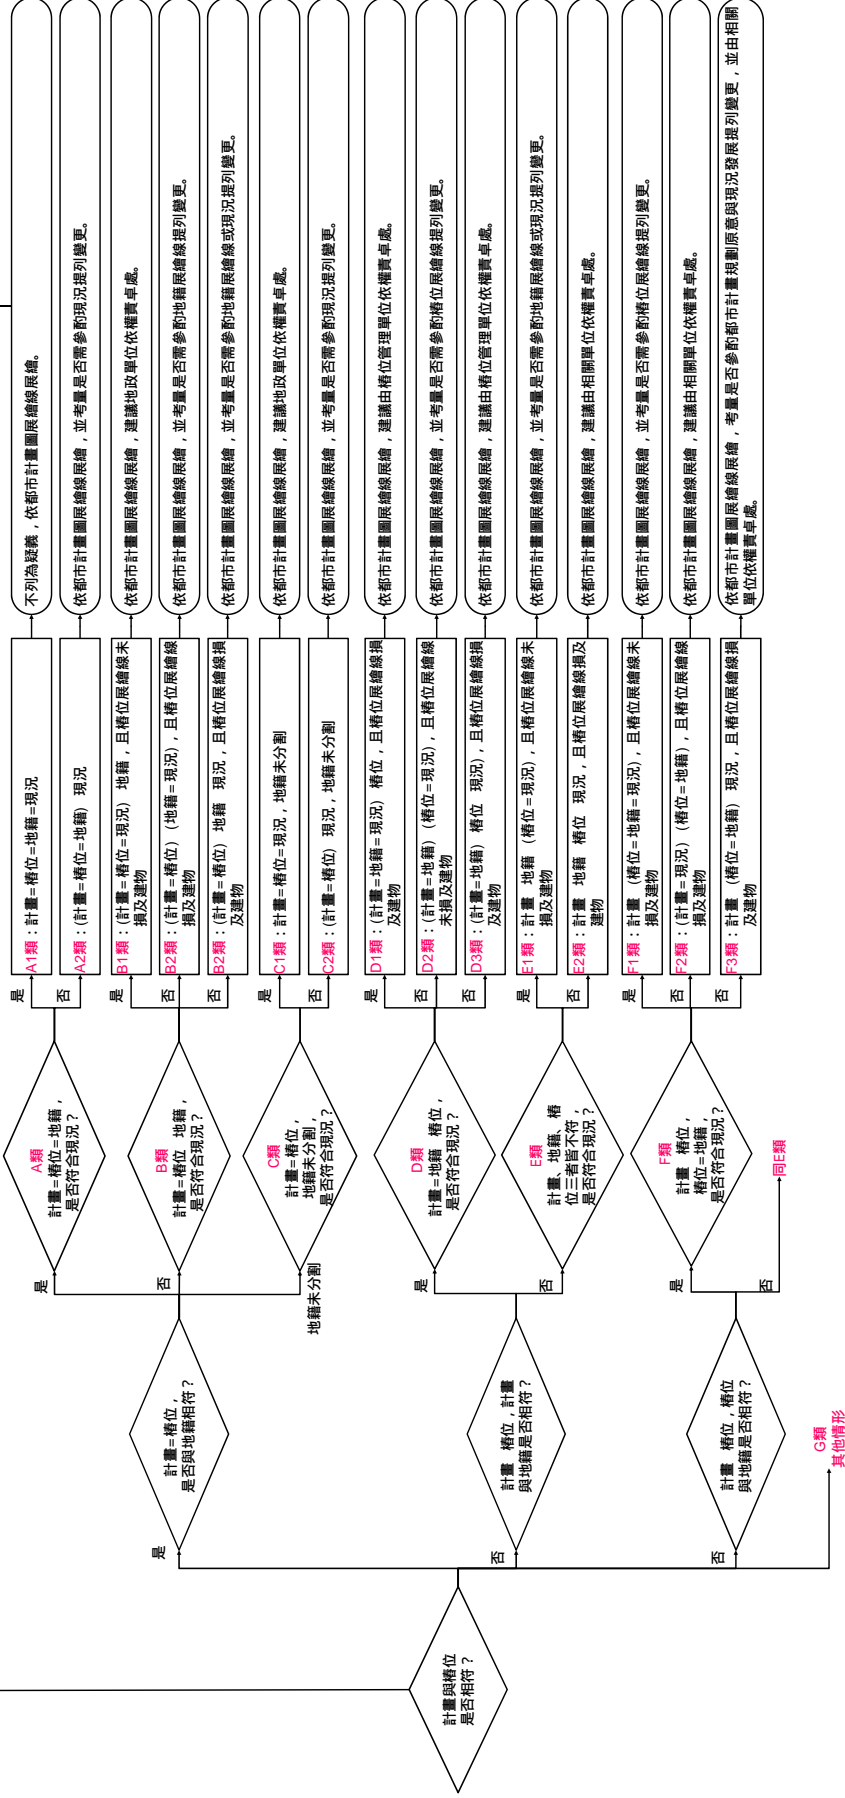 計畫與樁位
是否相符？
是
否
否
計畫=樁位，
是否與地籍相符？
計畫　樁位，計畫
與地籍是否相符？
計畫　樁位，樁位
與地籍是否相符？
G類
其他情形
是
否
地籍未分割
是
否
是
否
A類
計畫=樁位=地籍，
是否符合現況？
B類
計畫=樁位　地籍，
是否符合現況？
C類
計畫=樁位，
地籍未分割，
是否符合現況？
D類
計畫=地籍　樁位，
是否符合現況？
E類
計畫、地籍、樁
位三者皆不符，
是否符合現況？
F類
計畫　樁位，
樁位=地籍，
是否符合現況？
同E類
是
否
是
否
否
是
否
是
否
否
是
否
是
否
否
A1類：計畫=樁位=地籍=現況
不列為疑義，依都市計畫圖展繪線展繪。
A2類：(計畫=樁位=地籍)　現況
依都市計畫圖展繪線展繪，並考量是否需參酌現況提列變更。
B1類：(計畫=樁位=現況)　地籍，且樁位展繪線未
損及建物
依都市計畫圖展繪線展繪，建議地政單位依權責卓處。
B2類：(計畫=樁位)　(地籍=現況)，且樁位展繪線
損及建物
依都市計畫圖展繪線展繪，並考量是否需參酌地籍展繪線提列變更。
B2類：(計畫=樁位)　地籍　現況，且樁位展繪線損
及建物
依都市計畫圖展繪線展繪，並考量是否需參酌地籍展繪線或現況提列變更。
C1類：計畫=樁位=現況，地籍未分割
依都市計畫圖展繪線展繪，建議地政單位依權責卓處。
C2類：(計畫=樁位)　現況，地籍未分割
依都市計畫圖展繪線展繪，並考量是否需參酌現況提列變更。
D1類：(計畫=地籍=現況)　樁位，且樁位展繪線損
及建物
依都市計畫圖展繪線展繪，建議由樁位管理單位依權責卓處。
D2類：(計畫=地籍)　(樁位=現況)，且樁位展繪線
未損及建物
依都市計畫圖展繪線展繪，並考量是否需參酌樁位展繪線提列變更。
D3類：(計畫=地籍)　樁位　現況)，且樁位展繪線損
及建物
依都市計畫圖展繪線展繪，建議由樁位管理單位依權責卓處。
E1類：計畫　地籍　(樁位=現況)，且樁位展繪線未
損及建物
依都市計畫圖展繪線展繪，並考量是否需參酌地籍展繪線或現況提列變更。
E2類：計畫　地籍　樁位　現況，且樁位展繪線損及
建物
依都市計畫圖展繪線展繪，建議由相關單位依權責卓處。
F1類：計畫　(樁位=地籍=現況)，且樁位展繪線未
損及建物
依都市計畫圖展繪線展繪，並考量是否需參酌樁位展繪線提列變更。
F2類：(計畫=現況)　(樁位=地籍)，且樁位展繪線
損及建物
依都市計畫圖展繪線展繪，建議由相關單位依權責卓處。
F3類：計畫　(樁位=地籍)　現況，且樁位展繪線損
及建物
依都市計畫圖展繪線展繪，考量是否參酌都市計畫規劃原意與現況發展提列變更，並由相關
單位依權責卓處。